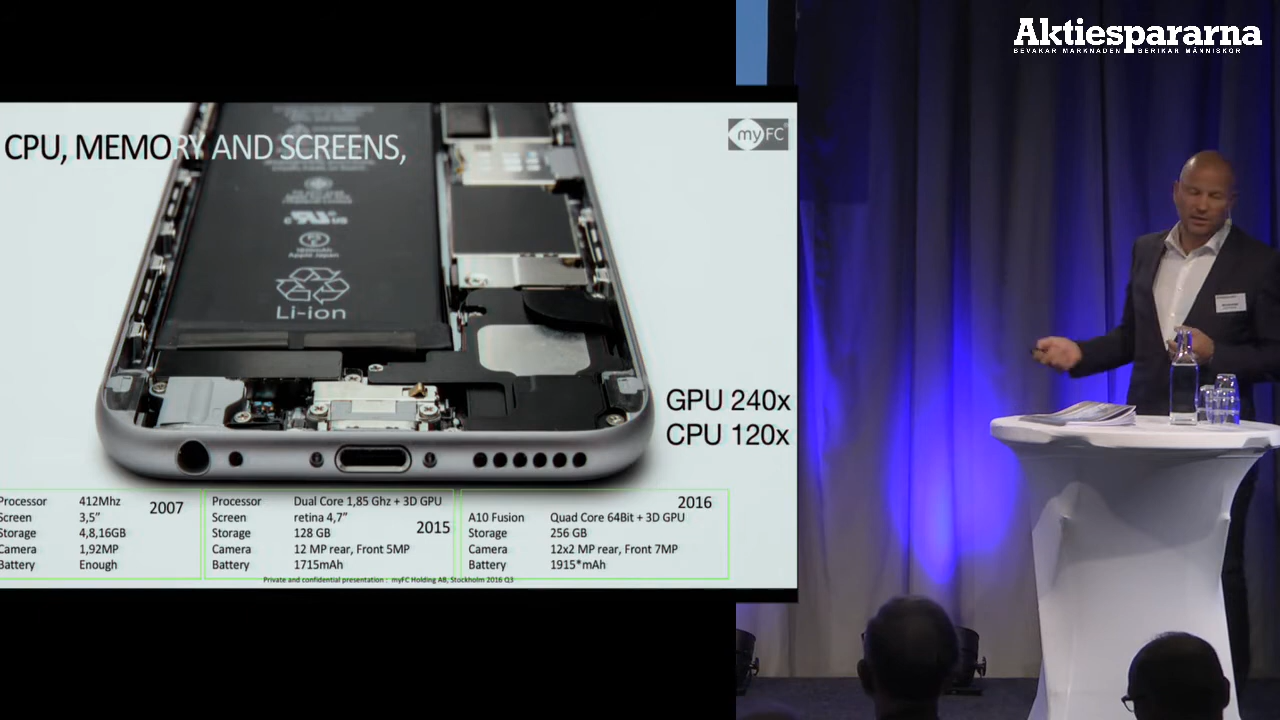 Aktiespararna
BEVAKAR MARKNADEN BERIKAR MÄNNISKOR
CPU, MEMORY AND SCREENS,
myFC
Apple Japan
Li-ion
GPU 240x
CPU 120x
Processor 412Mhz
2007
Screen 3,5”
Storage 4,8,16GB
Camera 1,92MP
Battery Enough
Processor Dual Core 1,85 Ghz + 3D GPU
Screen retina 4,7”
2015
Storage 128 GB
Camera 12 MP rear, Front 5MP
Battery 1715mAh
2016
A10 Fusion Quad Core 64Bit + 3D GPU
Storage 256 GB
Camera 12x2 MP rear, Front 7MP
Battery 1915*mAh
Private and confidential presentation : myFC Holding AB, Stockholm 2016 Q3